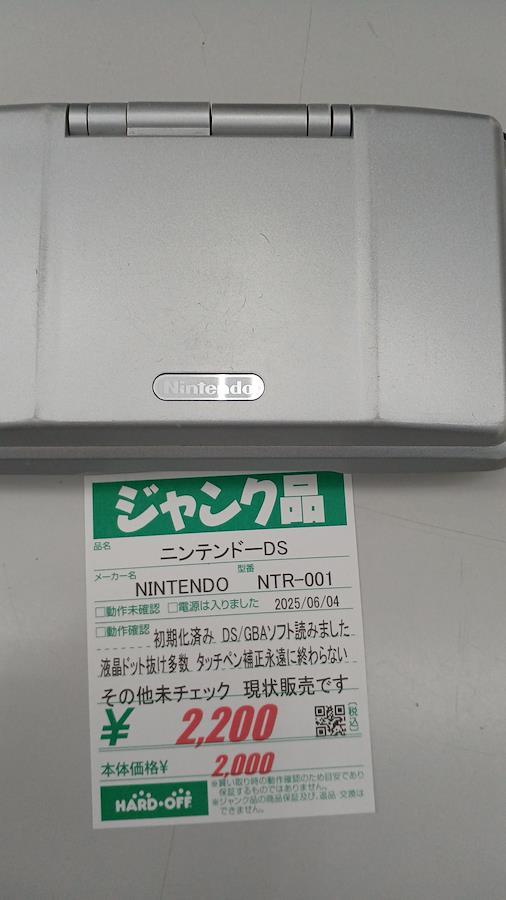 Nintendo
ジャンク品
品名 ニンテンドーDS
メーカー名 NINTENDO 型番 NTR-001
□動作未確認 □電源は入りました 2025/06/04
□動作確認 初期化済み DS/GBAソフト読みました
液晶ドット抜け多数 タッチペン補正永遠に終わらない
その他未チェック 現状販売です
¥ 2,200 [税込]
本体価格¥ 2,000
HARD・OFF
※買い取り時の動作確認のため目安であり
保証するものではありません。
※ジャンク品の商品保証及び、返品 交換は
できません。